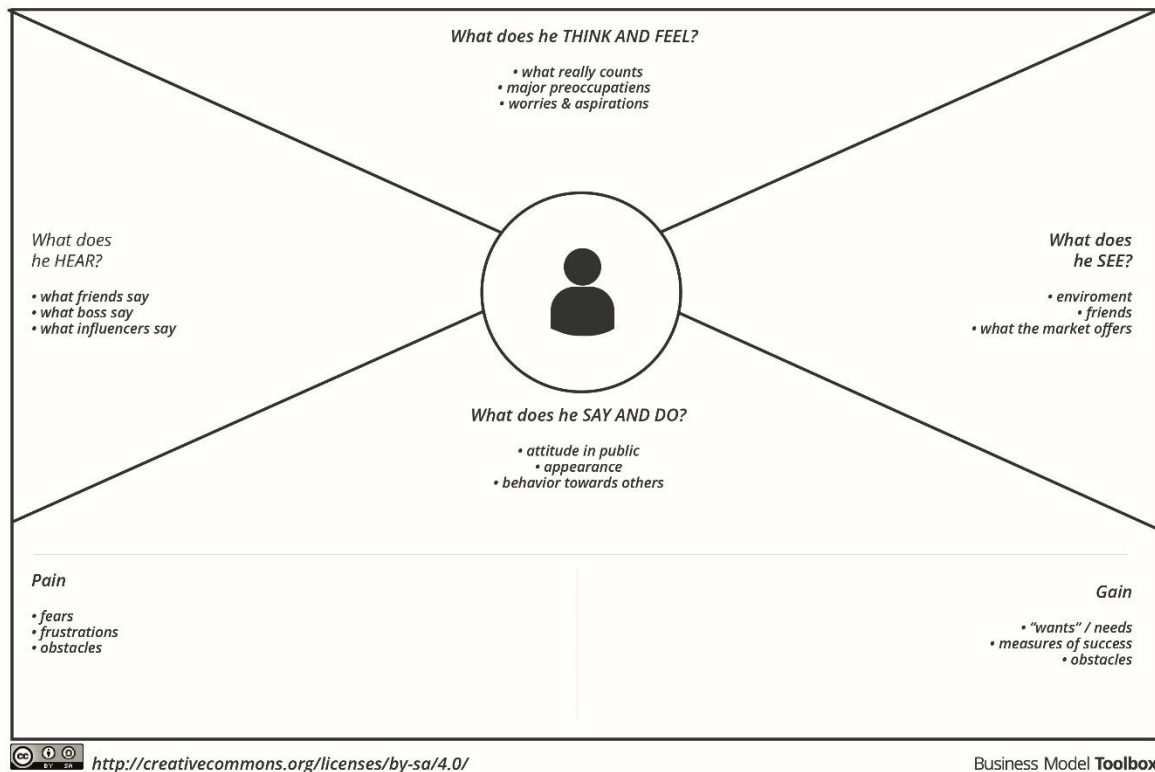 What does he THINK AND FEEL?
• what really counts
• major preoccupatiens
• worries & aspirations
What does
he HEAR?
• what friends say
• what boss say
• what influencers say
What does
he SEE?
• enviroment
• friends
• what the market offers
What does he SAY AND DO?
• attitude in public
• appearance
• behavior towards others
Pain
• fears
• frustrations
• obstacles
Gain
• “wants“ / needs
• measures of success
• obstacles
cc BY SA
http://creativecommons.org/licenses/by-sa/4.0/
Business Model Toolbox